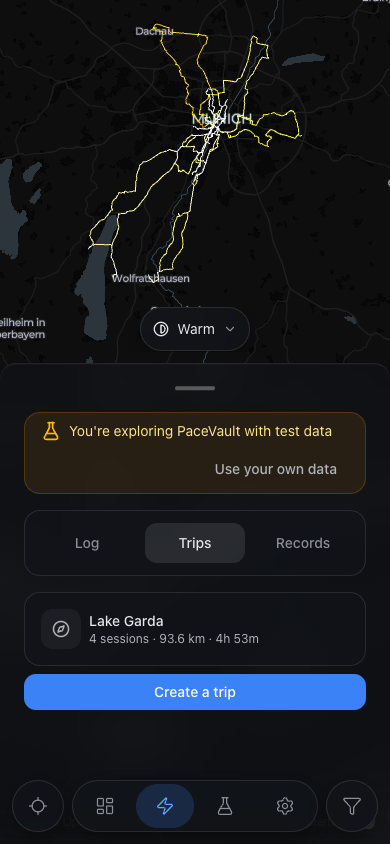 Dachau
MUNICH
Wolfratshausen
eilheim in
berbayern
Warm
You're exploring PaceVault with test data
Use your own data
Log
Trips
Records
Lake Garda
4 sessions · 93.6 km · 4h 53m
Create a trip